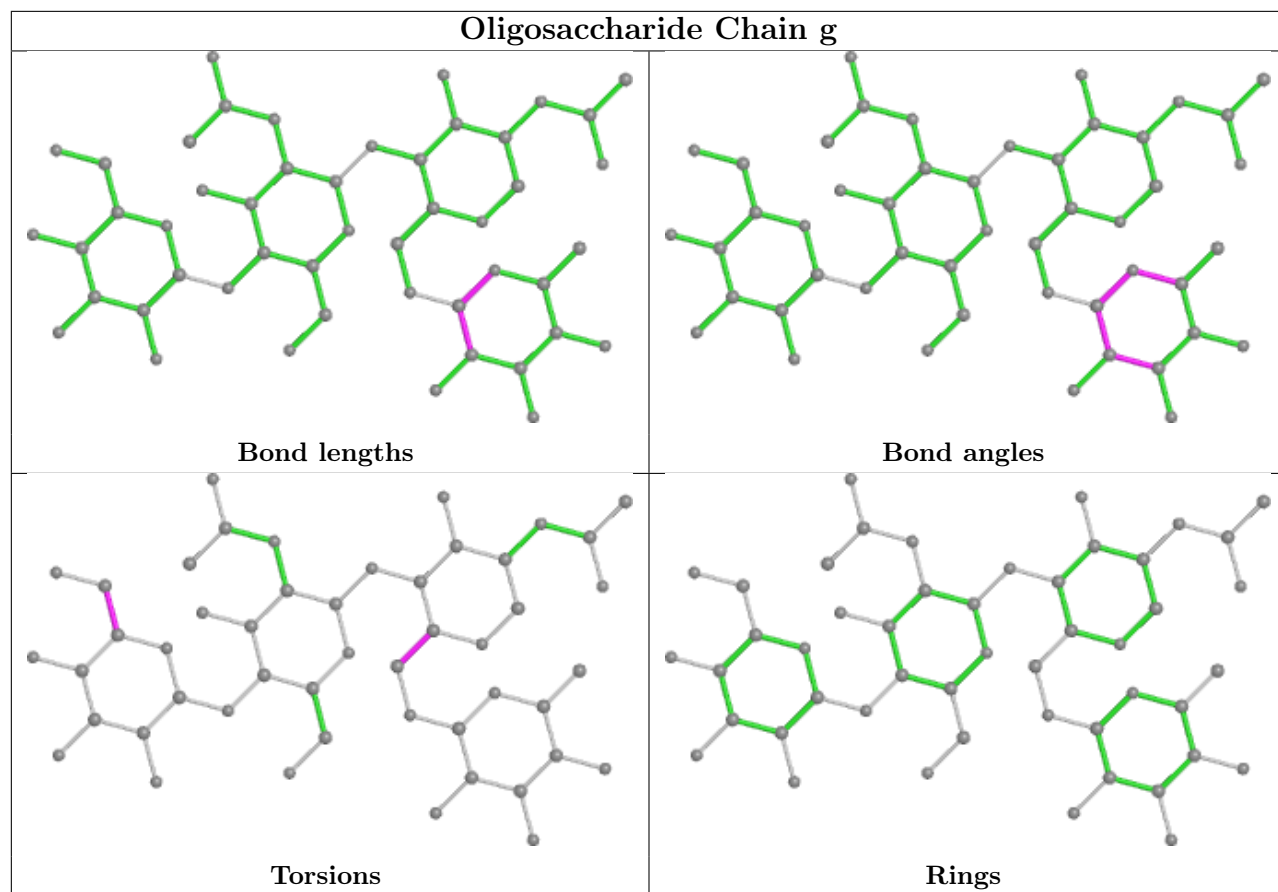 Oligosaccharide Chain g
Bond lengths
Bond angles
Torsions
Rings